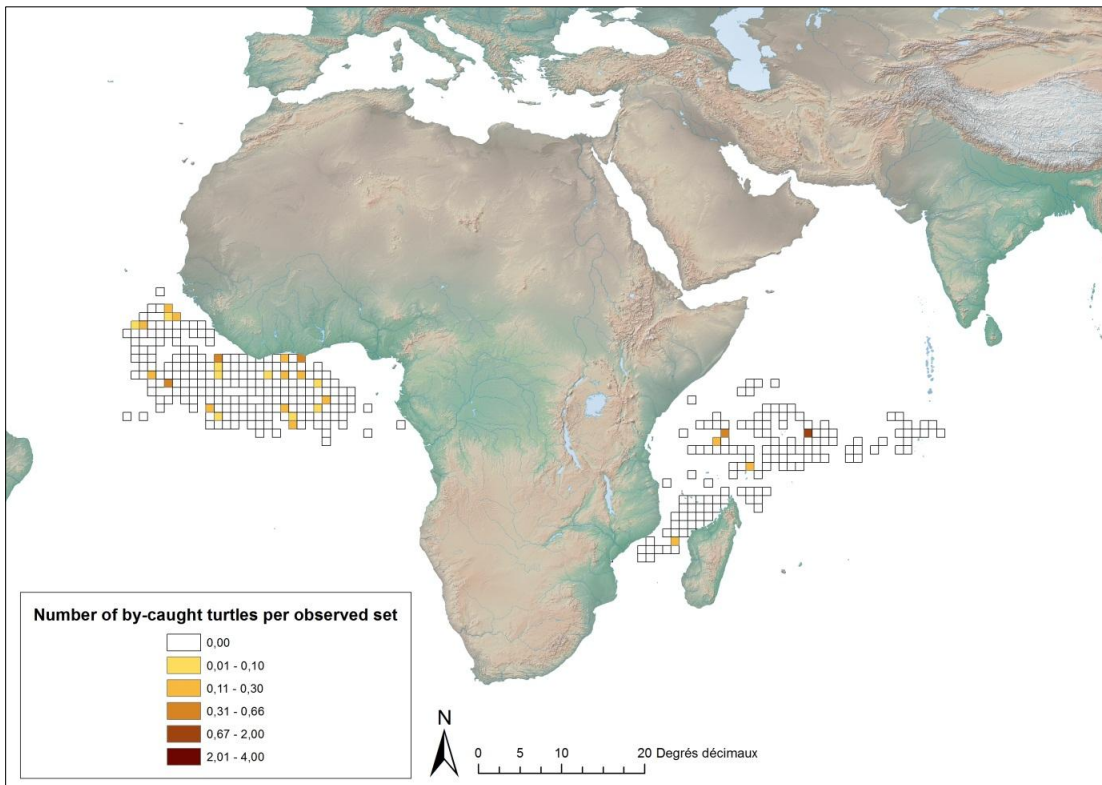 Number of by-caught turtles per observed set
0,00
0,01 - 0,10
0,11 - 0,30
0,31 - 0,66
0,67 - 2,00
2,01 - 4,00
N
0 5 10 20 Degrés décimaux